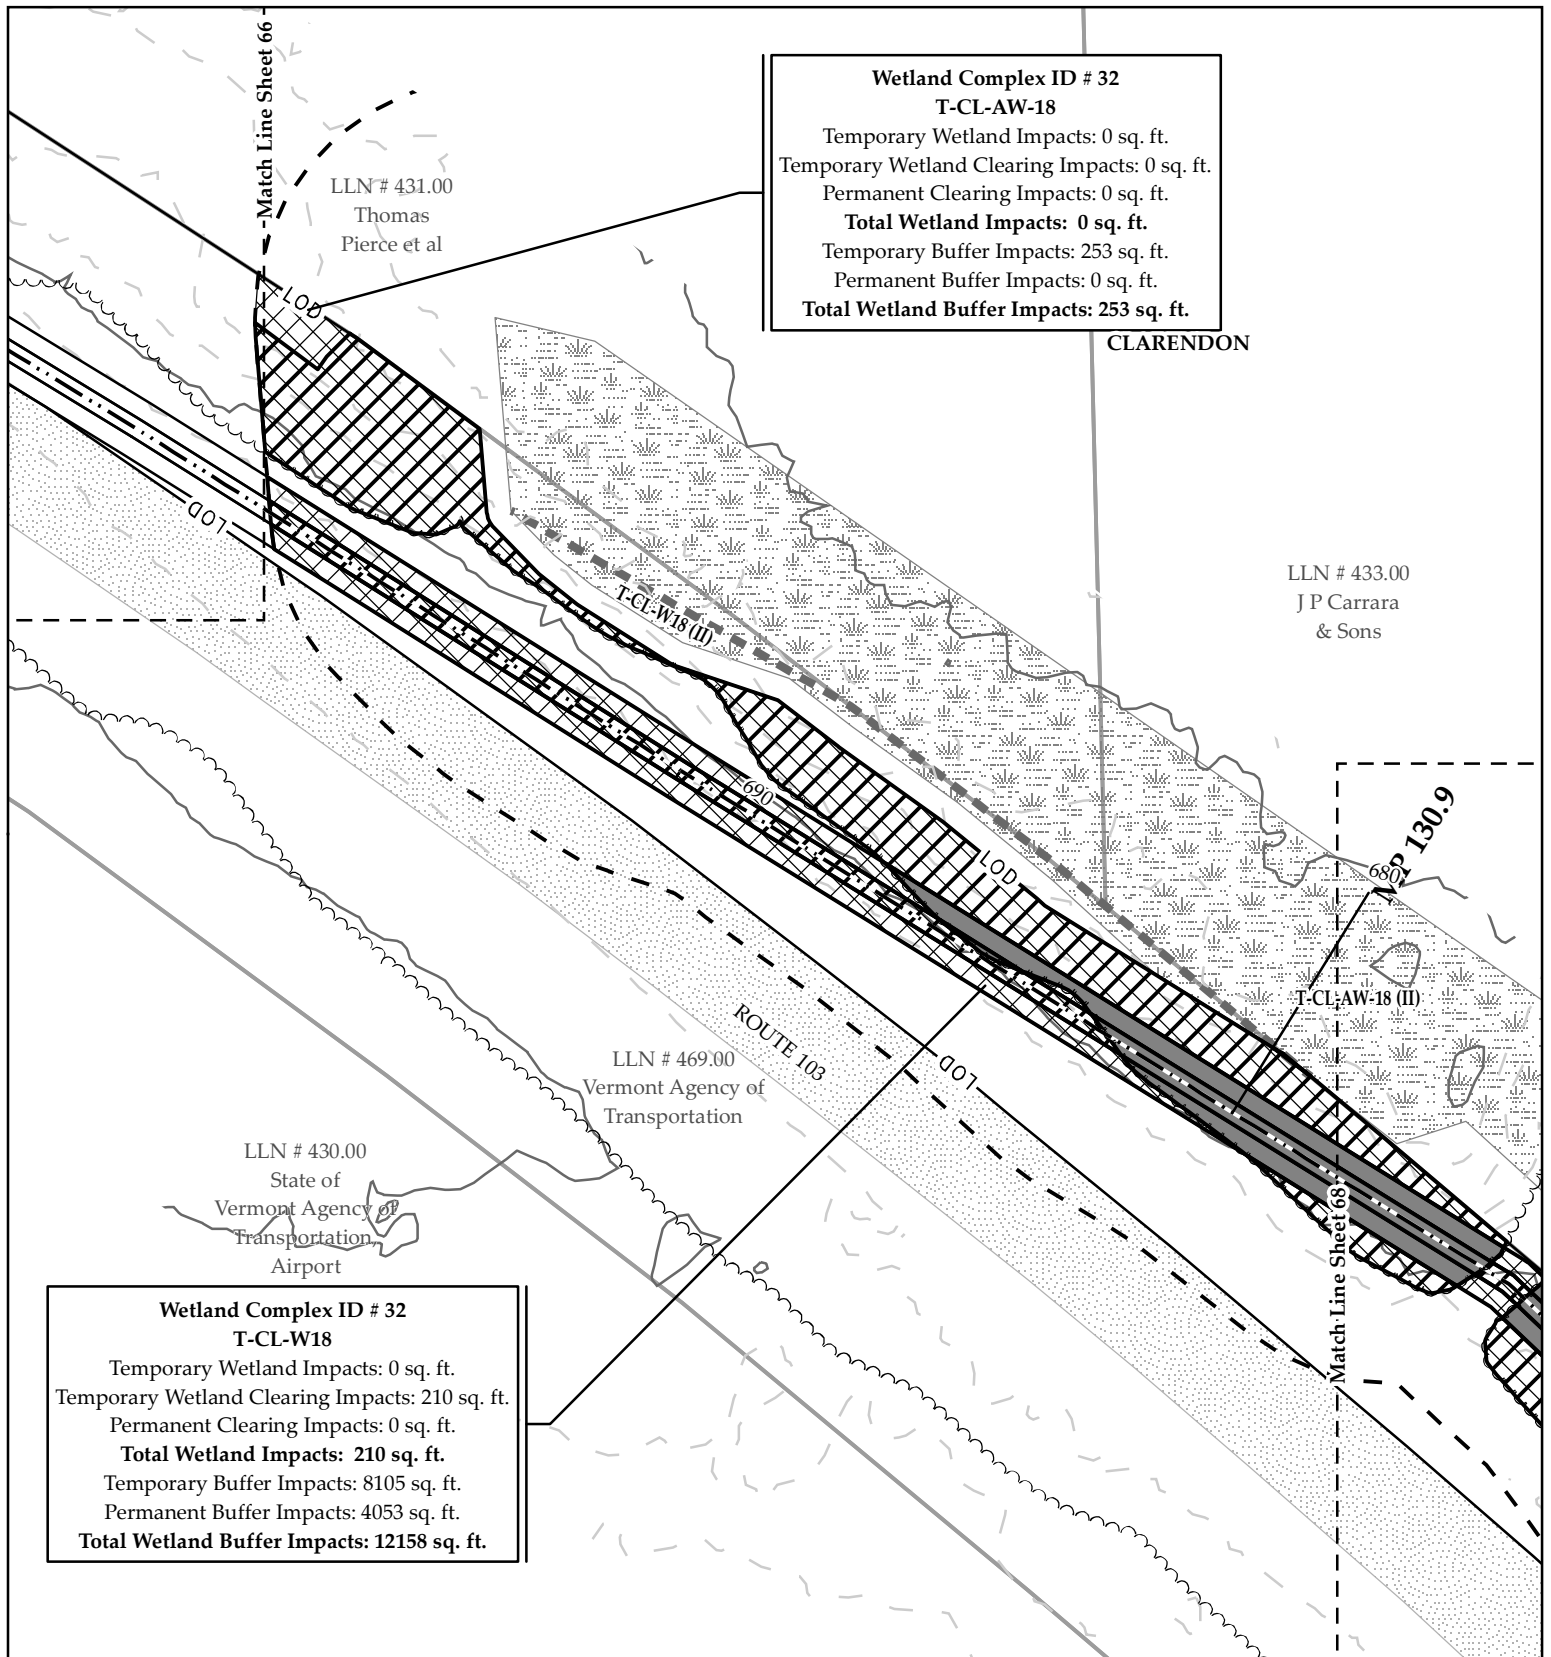 Match Line Sheet 66
Wetland Complex ID # 32
T-CL-AW-18
Temporary Wetland Impacts: 0 sq. ft.
Temporary Wetland Clearing Impacts: 0 sq. ft.
Permanent Clearing Impacts: 0 sq. ft.
Total Wetland Impacts: 0 sq. ft.
Temporary Buffer Impacts: 253 sq. ft.
Permanent Buffer Impacts: 0 sq. ft.
Total Wetland Buffer Impacts: 253 sq. ft.
CLARENDON
LLN # 431.00
Thomas
Pierce et al
LOD
LOD
T-CL-W18 (II)
LLN # 433.00
J P Carrara
& Sons
690
LOD
MP 130.9
680
T-CL-AW-18 (II)
ROUTE 103
LOD
LLN # 469.00
Vermont Agency of
Transportation
LLN # 430.00
State of
Vermont Agency of
Transportation,
Airport
Match Line Sheet 68
Wetland Complex ID # 32
T-CL-W18
Temporary Wetland Impacts: 0 sq. ft.
Temporary Wetland Clearing Impacts: 210 sq. ft.
Permanent Clearing Impacts: 0 sq. ft.
Total Wetland Impacts: 210 sq. ft.
Temporary Buffer Impacts: 8105 sq. ft.
Permanent Buffer Impacts: 4053 sq. ft.
Total Wetland Buffer Impacts: 12158 sq. ft.